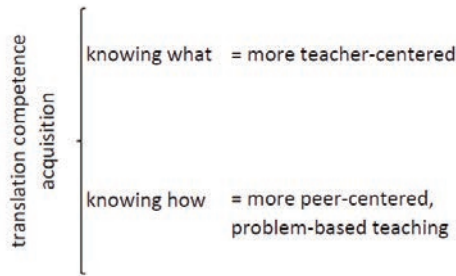 translation competence
acquisition
knowing what = more teacher-centered
knowing how = more peer-centered,
problem-based teaching